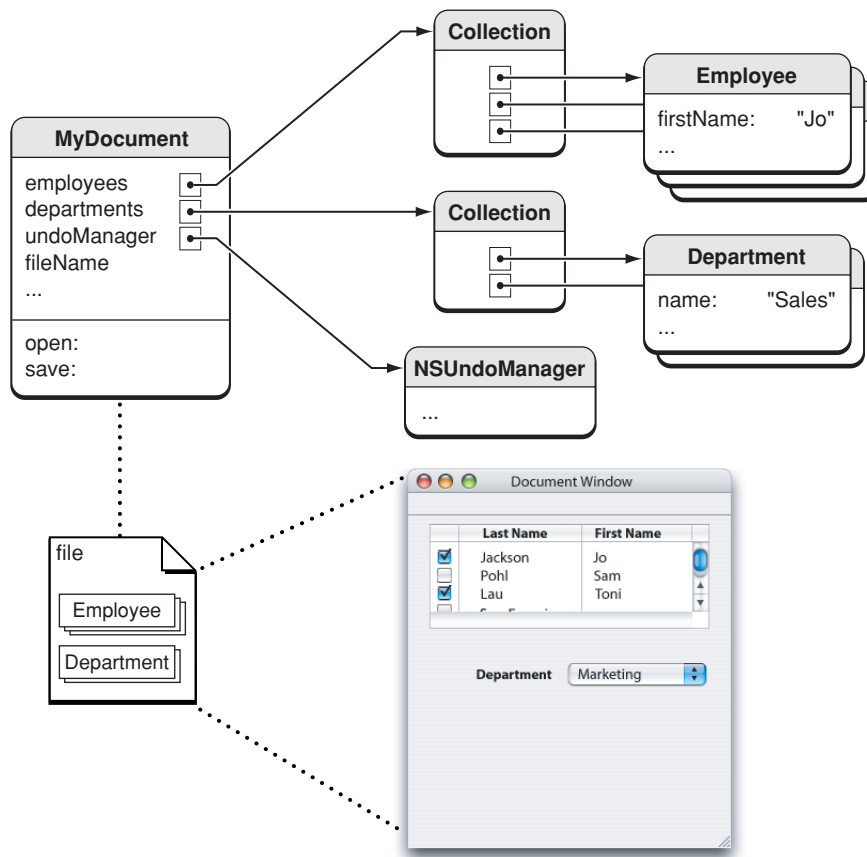 Collection
Employee
firstName: "Jo"
...
MyDocument
employees
departments
undoManager
fileName
...
open:
save:
Collection
Department
name: "Sales"
...
NSUndoManager
...
file
Employee
Department
Document Window
Last Name First Name
Jackson Jo
Pohl Sam
Lau Toni
Department Marketing